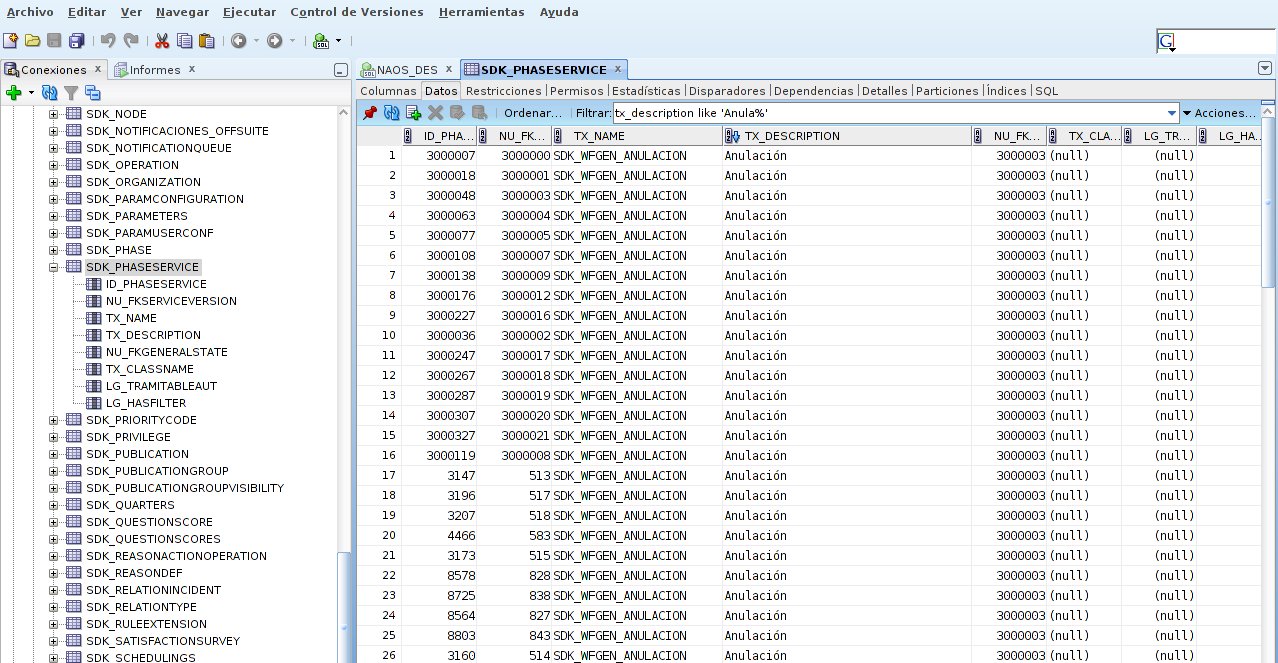 Archivo Editar Ver Navegar Ejecutar Control de Versiones Herramientas Ayuda
Conexiones x Informes x
NAOS_DES x SDK_PHASESERVICE x
Columnas Datos Restricciones Permisos Estadísticas Disparadores Dependencias Detalles Particiones Índices SQL
Ordenar... Filtrar: tx_description like 'Anula%' Acciones...
SDK_NODE
SDK_NOTIFICACIONES_OFFSUITE
SDK_NOTIFICATIONQUEUE
SDK_OPERATION
SDK_ORGANIZATION
SDK_PARAMCONFIGURATION
SDK_PARAMETERS
SDK_PARAMUSERCONF
SDK_PHASE
SDK_PHASESERVICE
ID_PHASESERVICE
NU_FKSERVICEVERSION
TX_NAME
TX_DESCRIPTION
NU_FKGENERALSTATE
TX_CLASSNAME
LG_TRAMITABLEAUT
LG_HASFILTER
SDK_PRIORITYCODE
SDK_PRIVILEGE
SDK_PUBLICATION
SDK_PUBLICATIONGROUP
SDK_PUBLICATIONGROUPVISIBILITY
SDK_QUARTERS
SDK_QUESTIONSCORE
SDK_QUESTIONSCORES
SDK_REASONACTIONOPERATION
SDK_REASONDEF
SDK_RELATIONINCIDENT
SDK_RELATIONTYPE
SDK_RULEEXTENSION
SDK_SATISFACTIONSURVEY
SDK_SCHEDULINGS
ID_PHA... NU_FK... TX_NAME TX_DESCRIPTION NU_FK... TX_CLA... LG_TR... LG_HA...
1 3000007 3000000 SDK_WFGEN_ANULACION Anulación 3000003 (null) (null)
2 3000018 3000001 SDK_WFGEN_ANULACION Anulación 3000003 (null) (null)
3 3000048 3000003 SDK_WFGEN_ANULACION Anulación 3000003 (null) (null)
4 3000063 3000004 SDK_WFGEN_ANULACION Anulación 3000003 (null) (null)
5 3000077 3000005 SDK_WFGEN_ANULACION Anulación 3000003 (null) (null)
6 3000108 3000007 SDK_WFGEN_ANULACION Anulación 3000003 (null) (null)
7 3000138 3000009 SDK_WFGEN_ANULACION Anulación 3000003 (null) (null)
8 3000176 3000012 SDK_WFGEN_ANULACION Anulación 3000003 (null) (null)
9 3000227 3000016 SDK_WFGEN_ANULACION Anulación 3000003 (null) (null)
10 3000036 3000002 SDK_WFGEN_ANULACION Anulación 3000003 (null) (null)
11 3000247 3000017 SDK_WFGEN_ANULACION Anulación 3000003 (null) (null)
12 3000267 3000018 SDK_WFGEN_ANULACION Anulación 3000003 (null) (null)
13 3000287 3000019 SDK_WFGEN_ANULACION Anulación 3000003 (null) (null)
14 3000307 3000020 SDK_WFGEN_ANULACION Anulación 3000003 (null) (null)
15 3000327 3000021 SDK_WFGEN_ANULACION Anulación 3000003 (null) (null)
16 3000119 3000008 SDK_WFGEN_ANULACION Anulación 3000003 (null) (null)
17 3147 513 SDK_WFGEN_ANULACION Anulación 3000003 (null) (null)
18 3196 517 SDK_WFGEN_ANULACION Anulación 3000003 (null) (null)
19 3207 518 SDK_WFGEN_ANULACION Anulación 3000003 (null) (null)
20 4466 583 SDK_WFGEN_ANULACION Anulación 3000003 (null) (null)
21 3173 515 SDK_WFGEN_ANULACION Anulación 3000003 (null) (null)
22 8578 828 SDK_WFGEN_ANULACION Anulación 3000003 (null) (null)
23 8725 838 SDK_WFGEN_ANULACION Anulación 3000003 (null) (null)
24 8564 827 SDK_WFGEN_ANULACION Anulación 3000003 (null) (null)
25 8803 843 SDK_WFGEN_ANULACION Anulación 3000003 (null) (null)
26 3160 514 SDK_WFGEN_ANULACION Anulación 3000003 (null) (null)